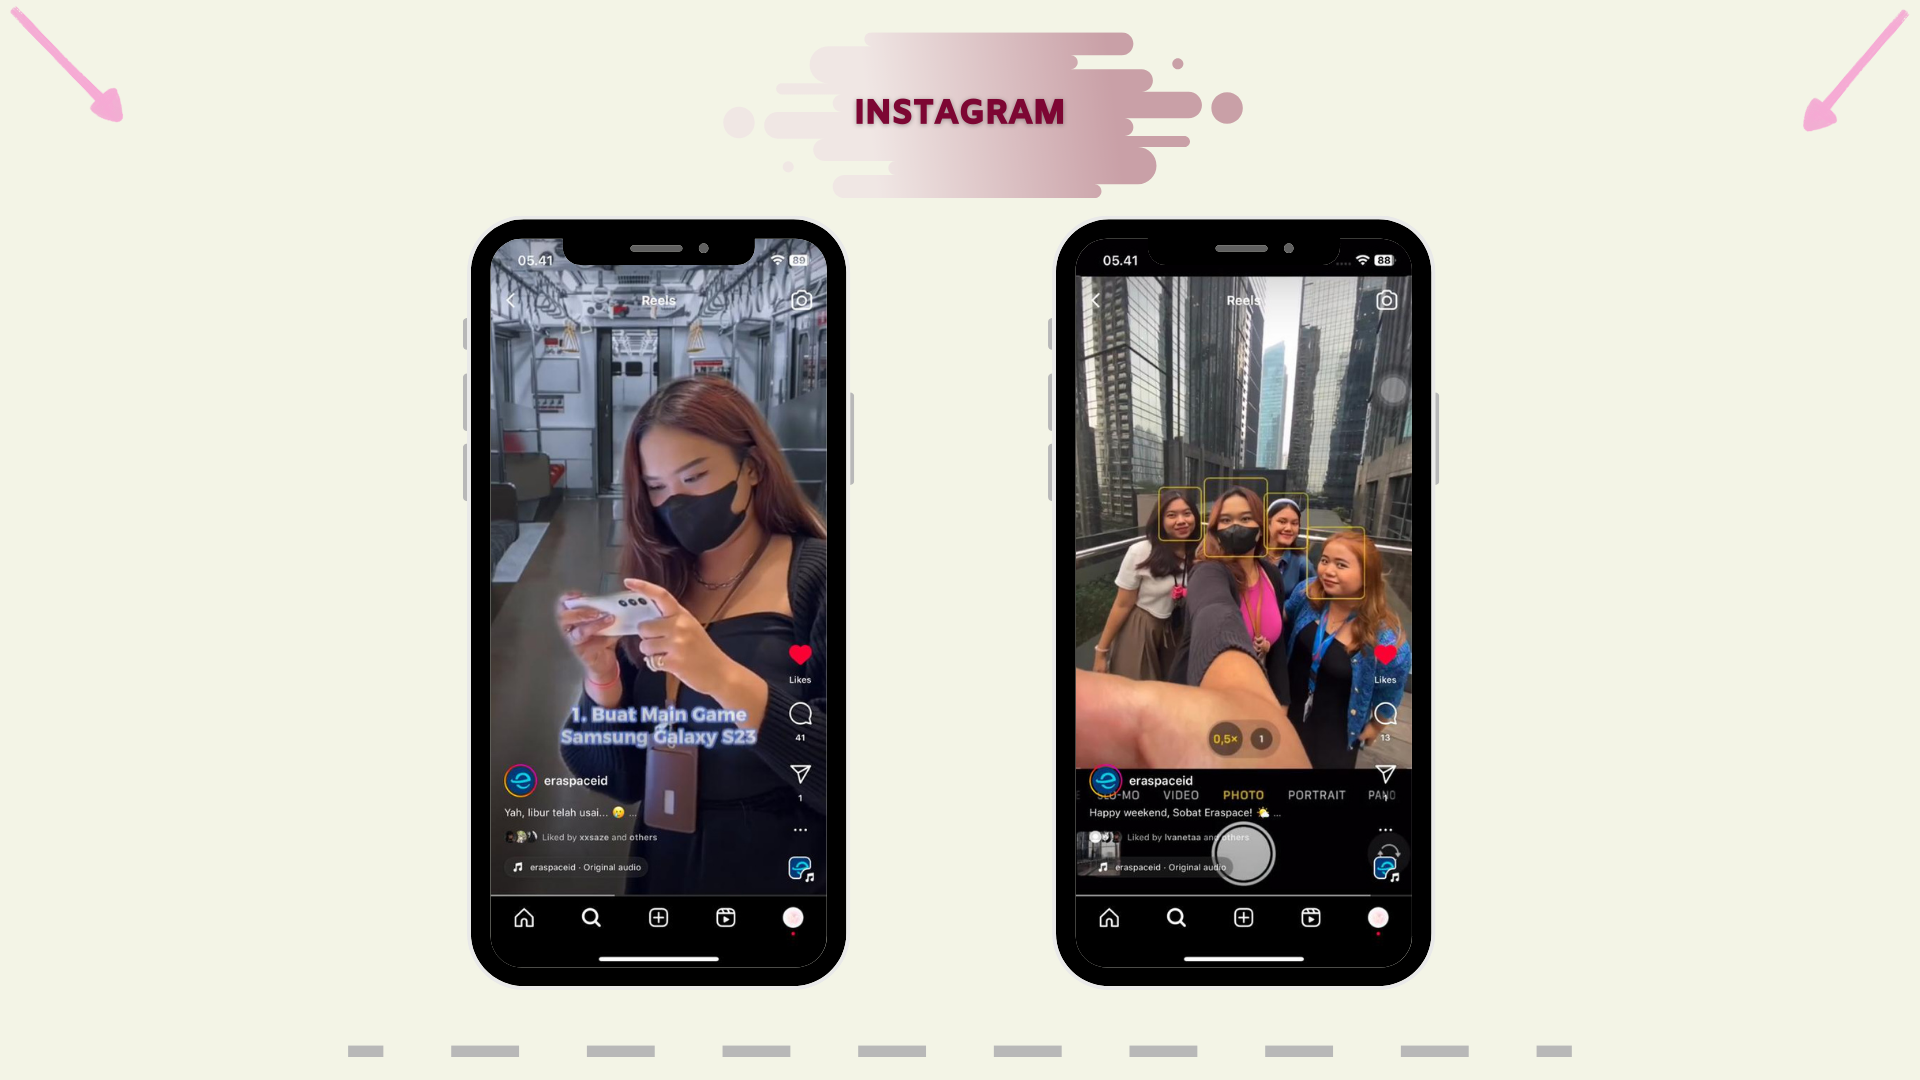 INSTAGRAM
05.41
89
Reels
1. Buat Main Game
Samsung Galaxy S23
Likes
41
1
eraspaceid
Yah, libur telah usai... 🥲 ...
Liked by xxsaze and others
eraspaceid · Original audio
05.41
88
Reels
Likes
13
0,5× 1
eraspaceid
SLO-MO VIDEO PHOTO PORTRAIT PANO
Happy weekend, Sobat Eraspace! 🌤️ ...
Liked by lvanetaa and others
eraspaceid · Original audio